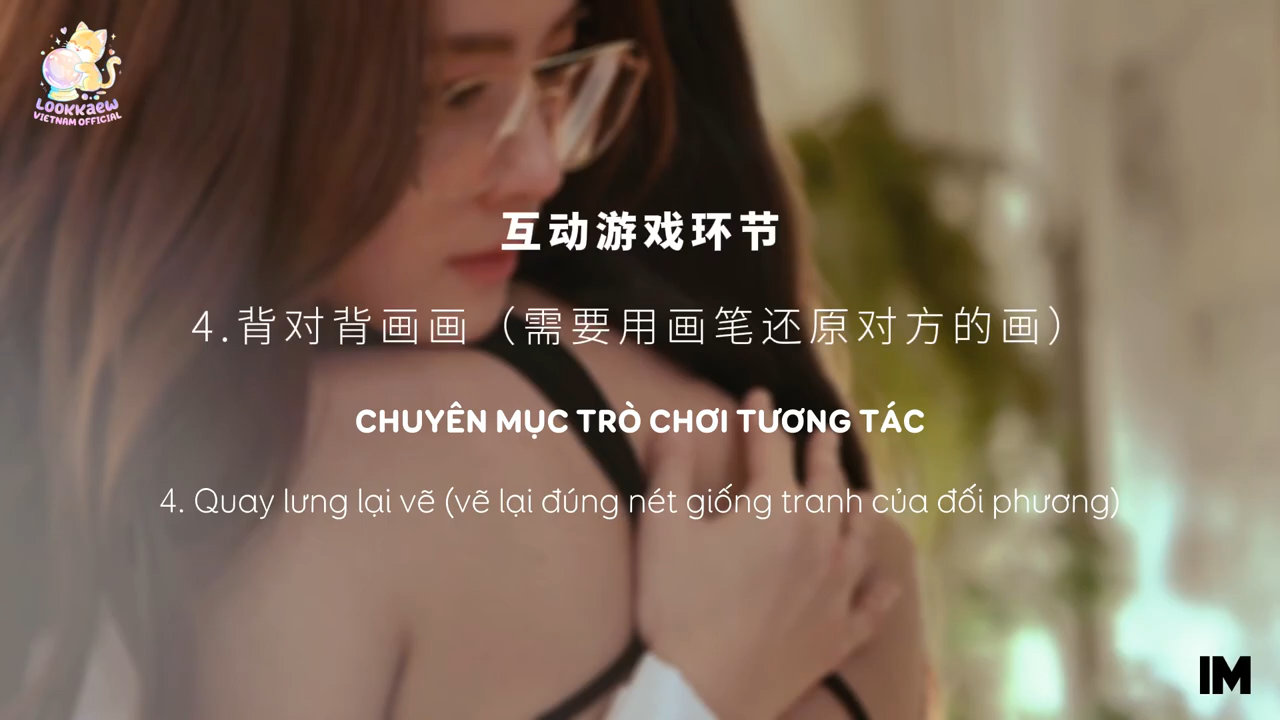 LOOKKAEW
VIETNAM OFFICIAL
互动游戏环节
4.背对背画画（需要用画笔还原对方的画）
CHUYÊN MỤC TRÒ CHƠI TƯƠNG TÁC
4. Quay lưng lại vẽ (vẽ lại đúng nét giống tranh của đối phương)
IM